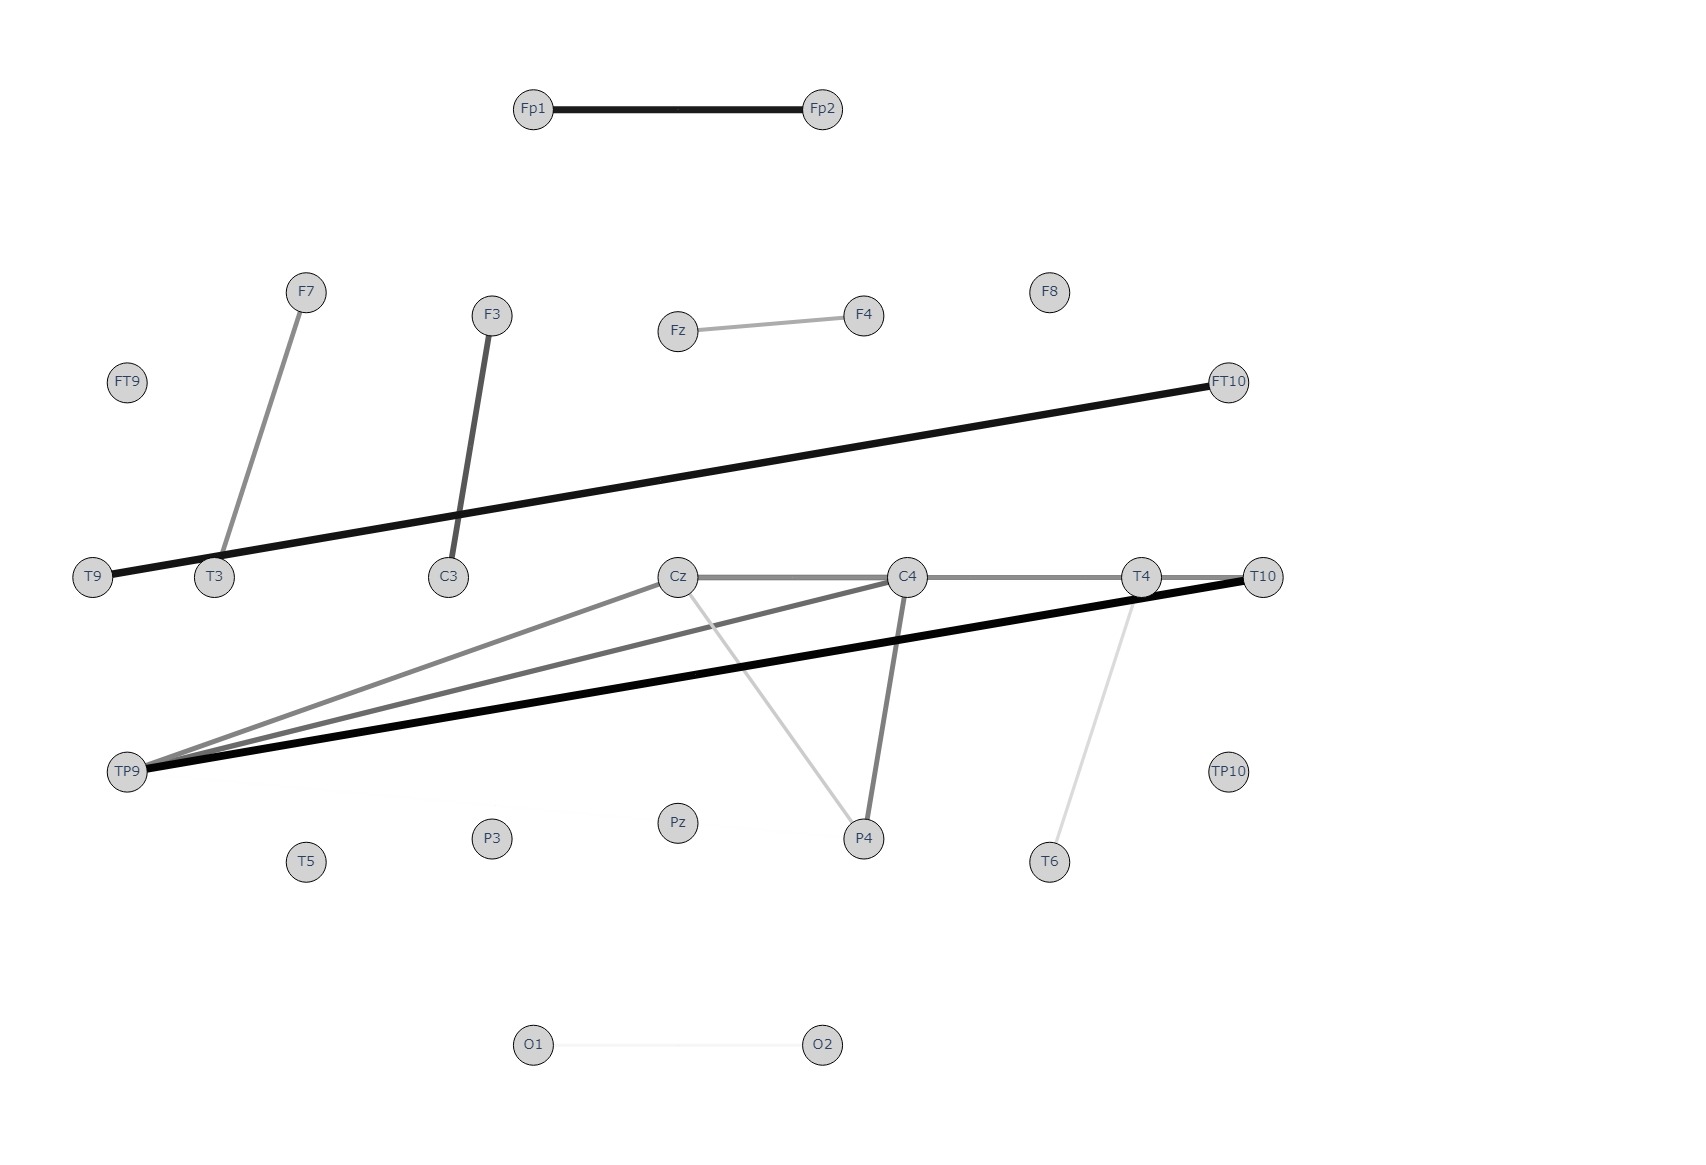 Fp1 Fp2
F7 F3 Fz F4 F8
FT9 FT10
T9 T3 C3 Cz C4 T4 T10
TP9 TP10
T5 P3 Pz P4 T6
O1 O2